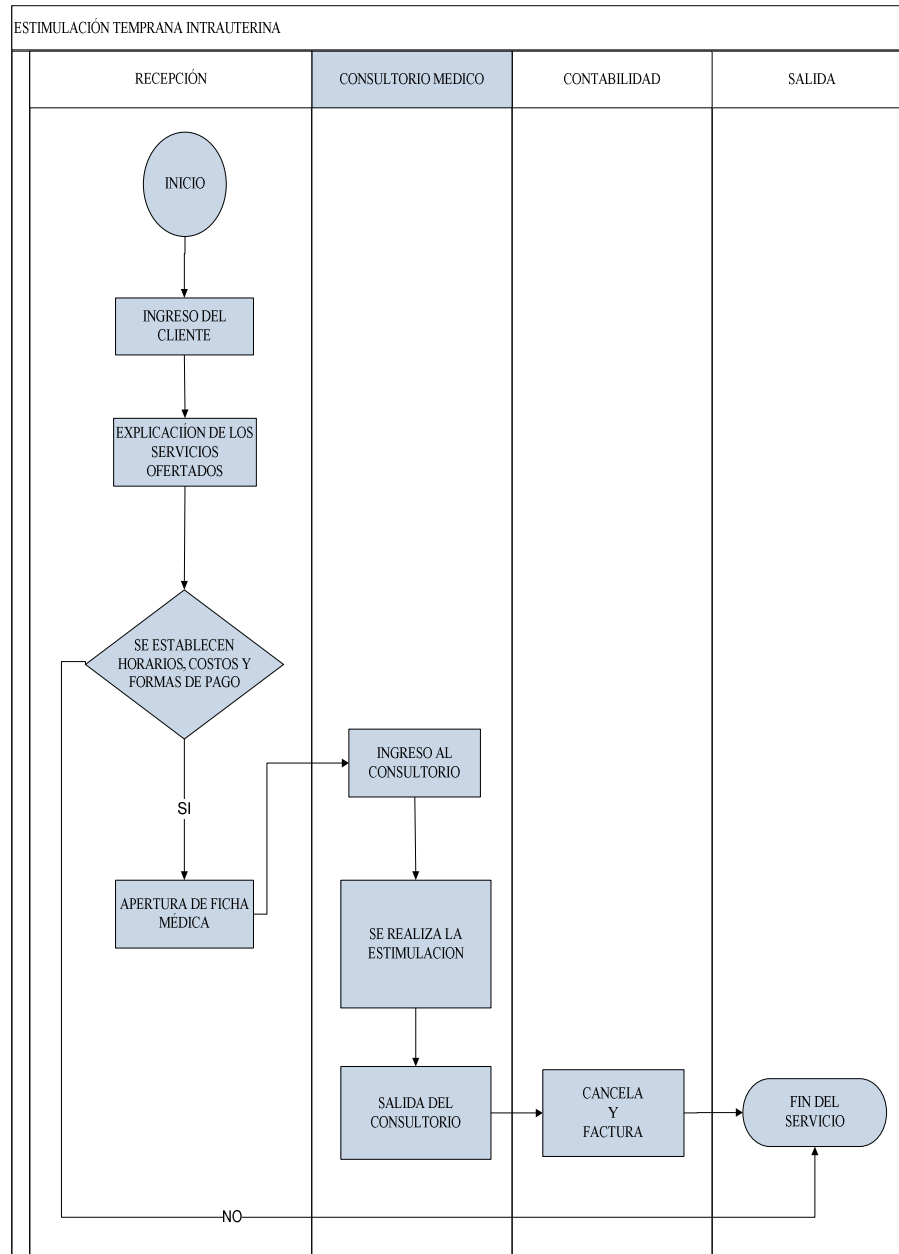 ESTIMULACIÓN TEMPRANA INTRAUTERINA
RECEPCIÓN
CONSULTORIO MEDICO
CONTABILIDAD
SALIDA
INICIO
INGRESO DEL
CLIENTE
EXPLICACIÍON DE LOS
SERVICIOS
OFERTADOS
SE ESTABLECEN
HORARIOS, COSTOS Y
FORMAS DE PAGO
SI
APERTURA DE FICHA
MÉDICA
INGRESO AL
CONSULTORIO
SE REALIZA LA
ESTIMULACION
SALIDA DEL
CONSULTORIO
CANCELA
Y
FACTURA
FIN DEL
SERVICIO
NO